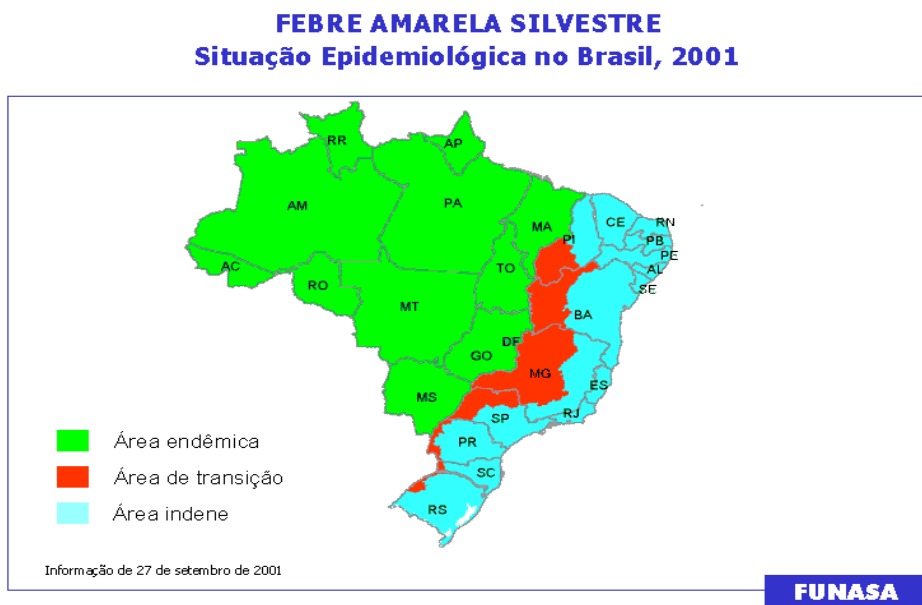 FEBRE AMARELA SILVESTRE
Situação Epidemiológica no Brasil, 2001
RR
AP
AM
PA
MA
CE
RN
PI
PB
PE
AC
TO
AL
RO
SE
MT
BA
DF
GO
MG
MS
ES
SP
RJ
PR
SC
RS
Área endêmica
Área de transição
Área indene
Informação de 27 de setembro de 2001
FUNASA